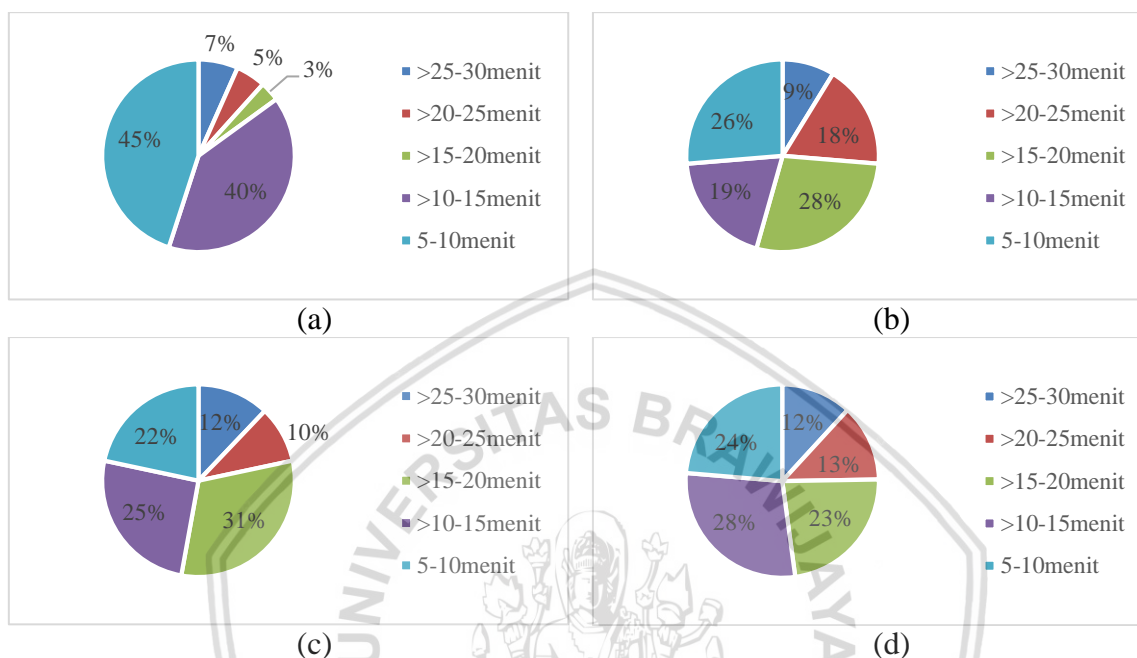 7%
5%
3%
40%
45%
>25-30menit
>20-25menit
>15-20menit
>10-15menit
5-10menit
(a)
9%
18%
28%
19%
26%
>25-30menit
>20-25menit
>15-20menit
>10-15menit
5-10menit
(b)
12%
10%
31%
25%
22%
>25-30menit
>20-25menit
>15-20menit
>10-15menit
5-10menit
(c)
12%
13%
23%
28%
24%
>25-30menit
>20-25menit
>15-20menit
>10-15menit
5-10menit
(d)
UNIVERSITAS BRAWIJAYA